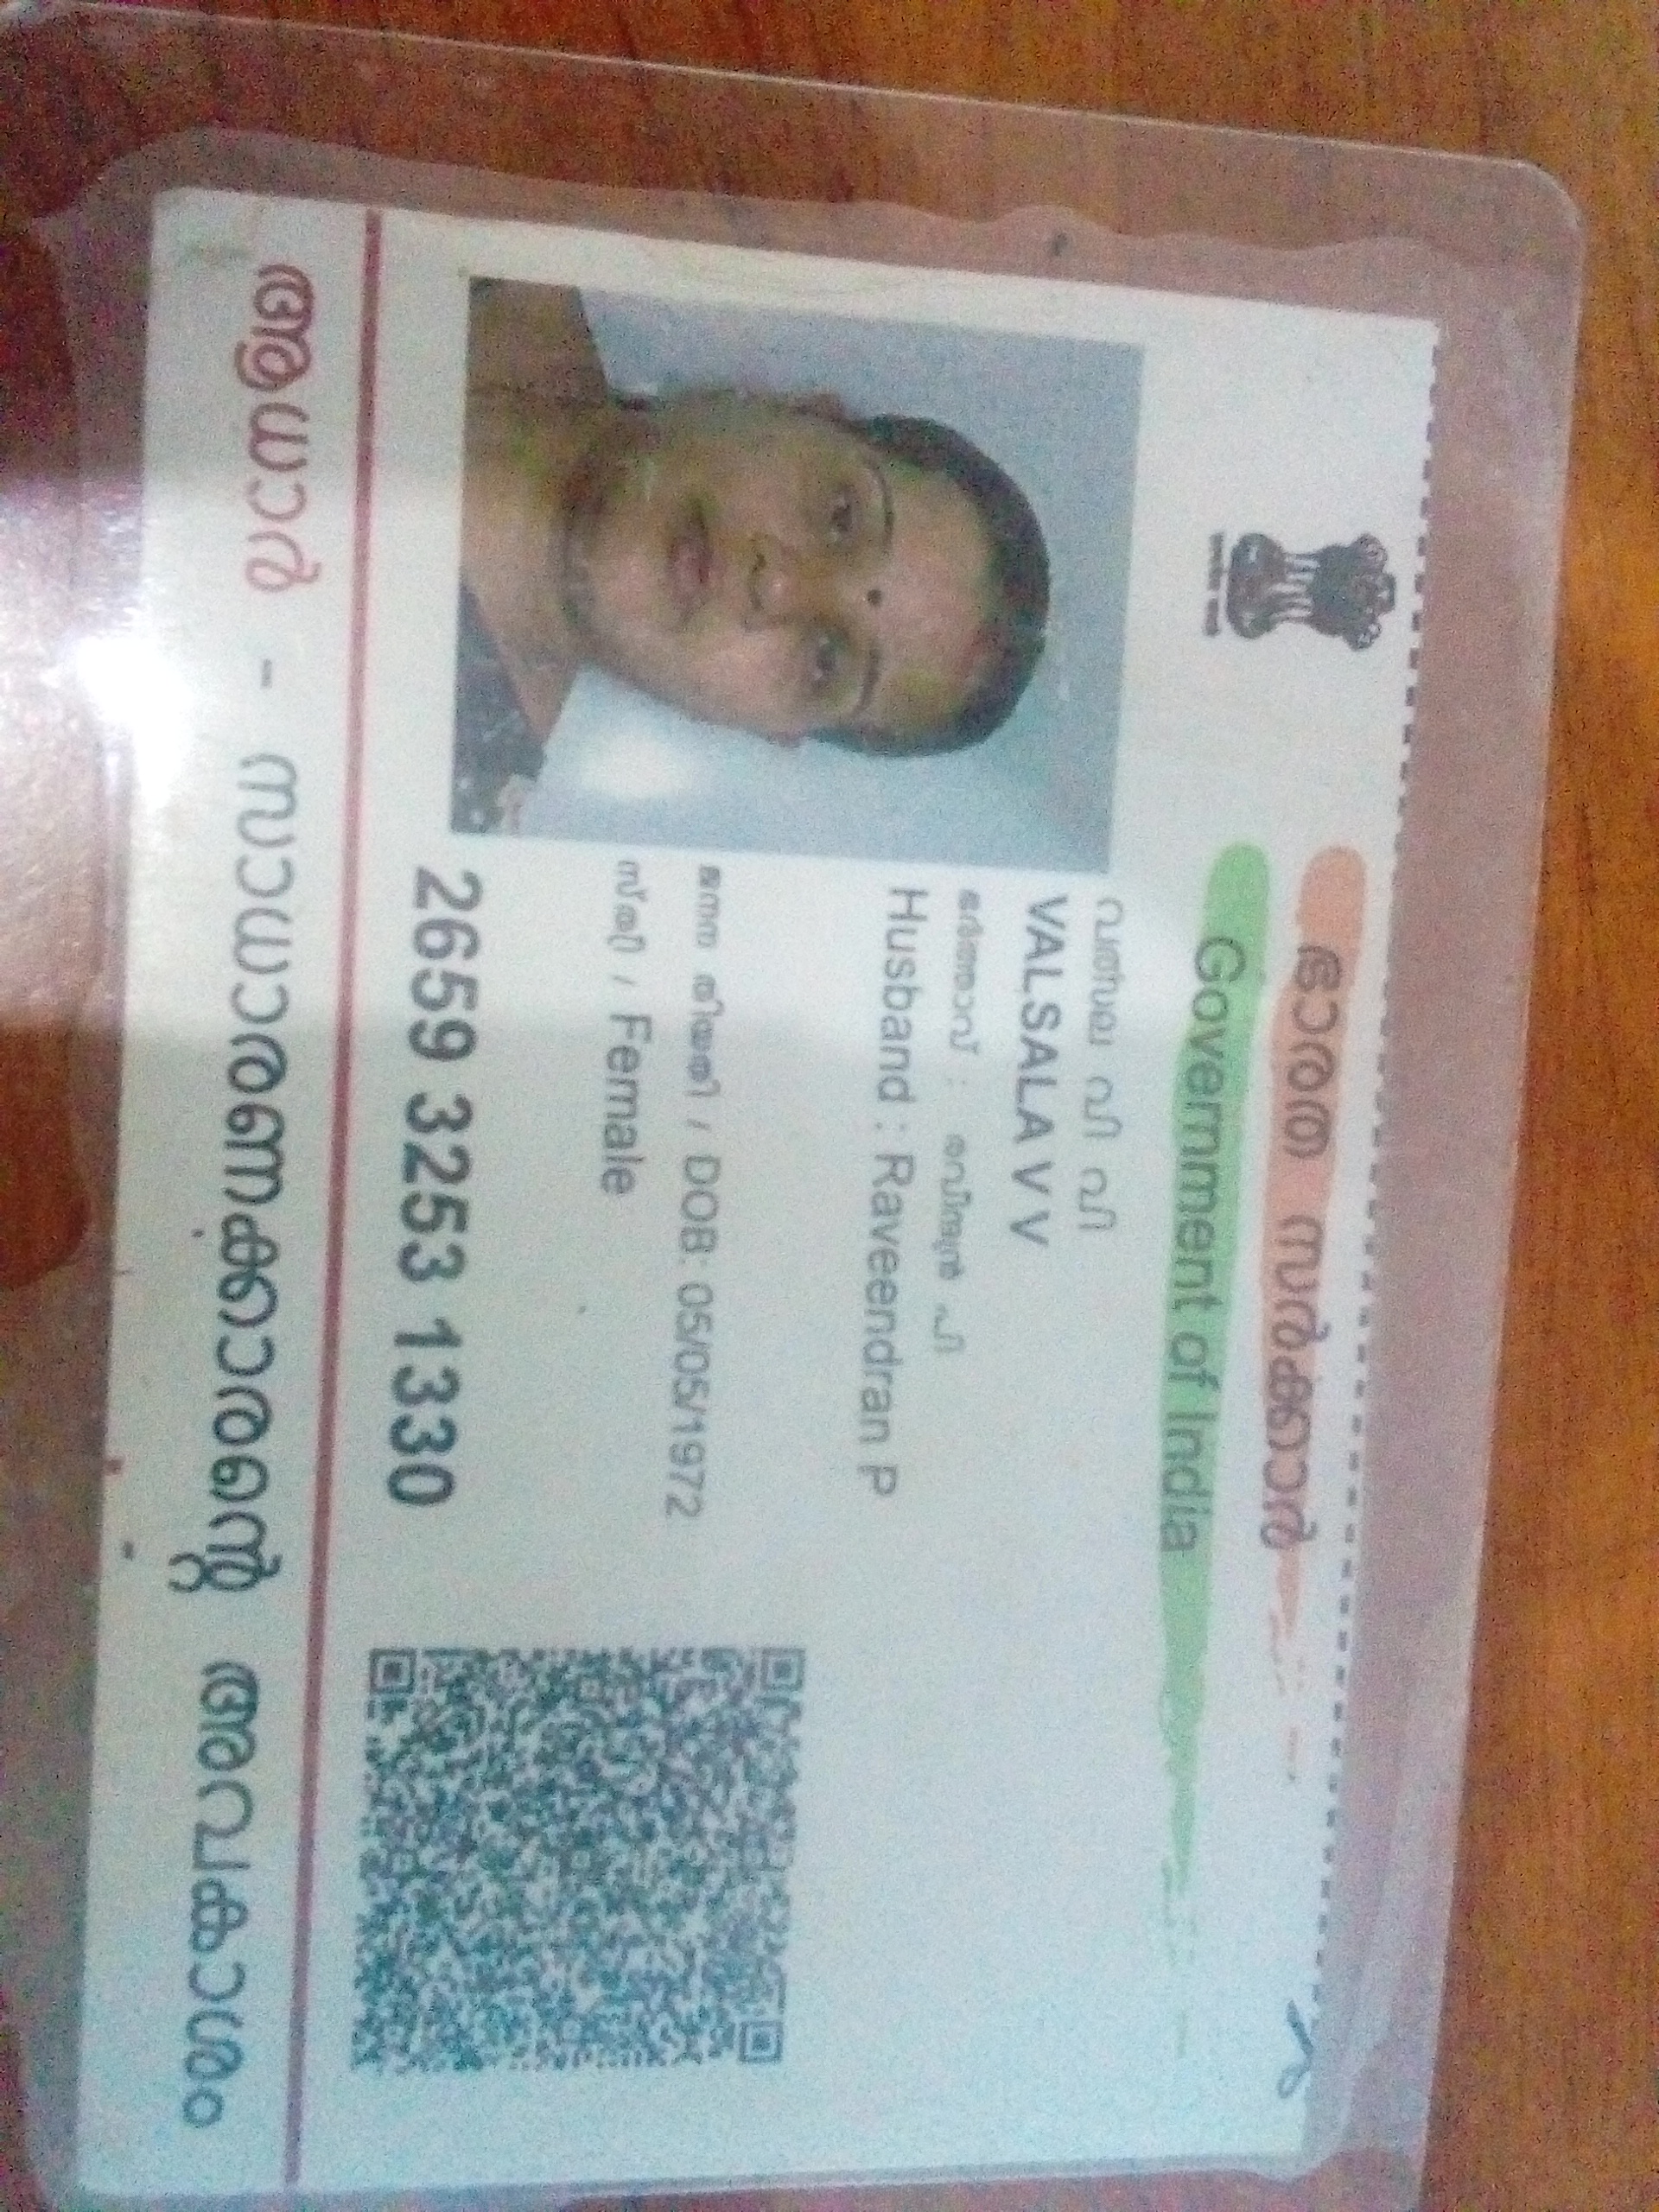 ഭാരത സർക്കാർ
Government of India
വത്സല വി വി
VALSALA V V
ഭർത്താവ് : രവീന്ദ്രൻ പി
Husband : Raveendran P
ജനന തിയതി / DOB: 05/05/1972
സ്ത്രീ / Female
2659 3253 1330
ആധാർ - സാധാരണക്കാരന്റെ അവകാശം